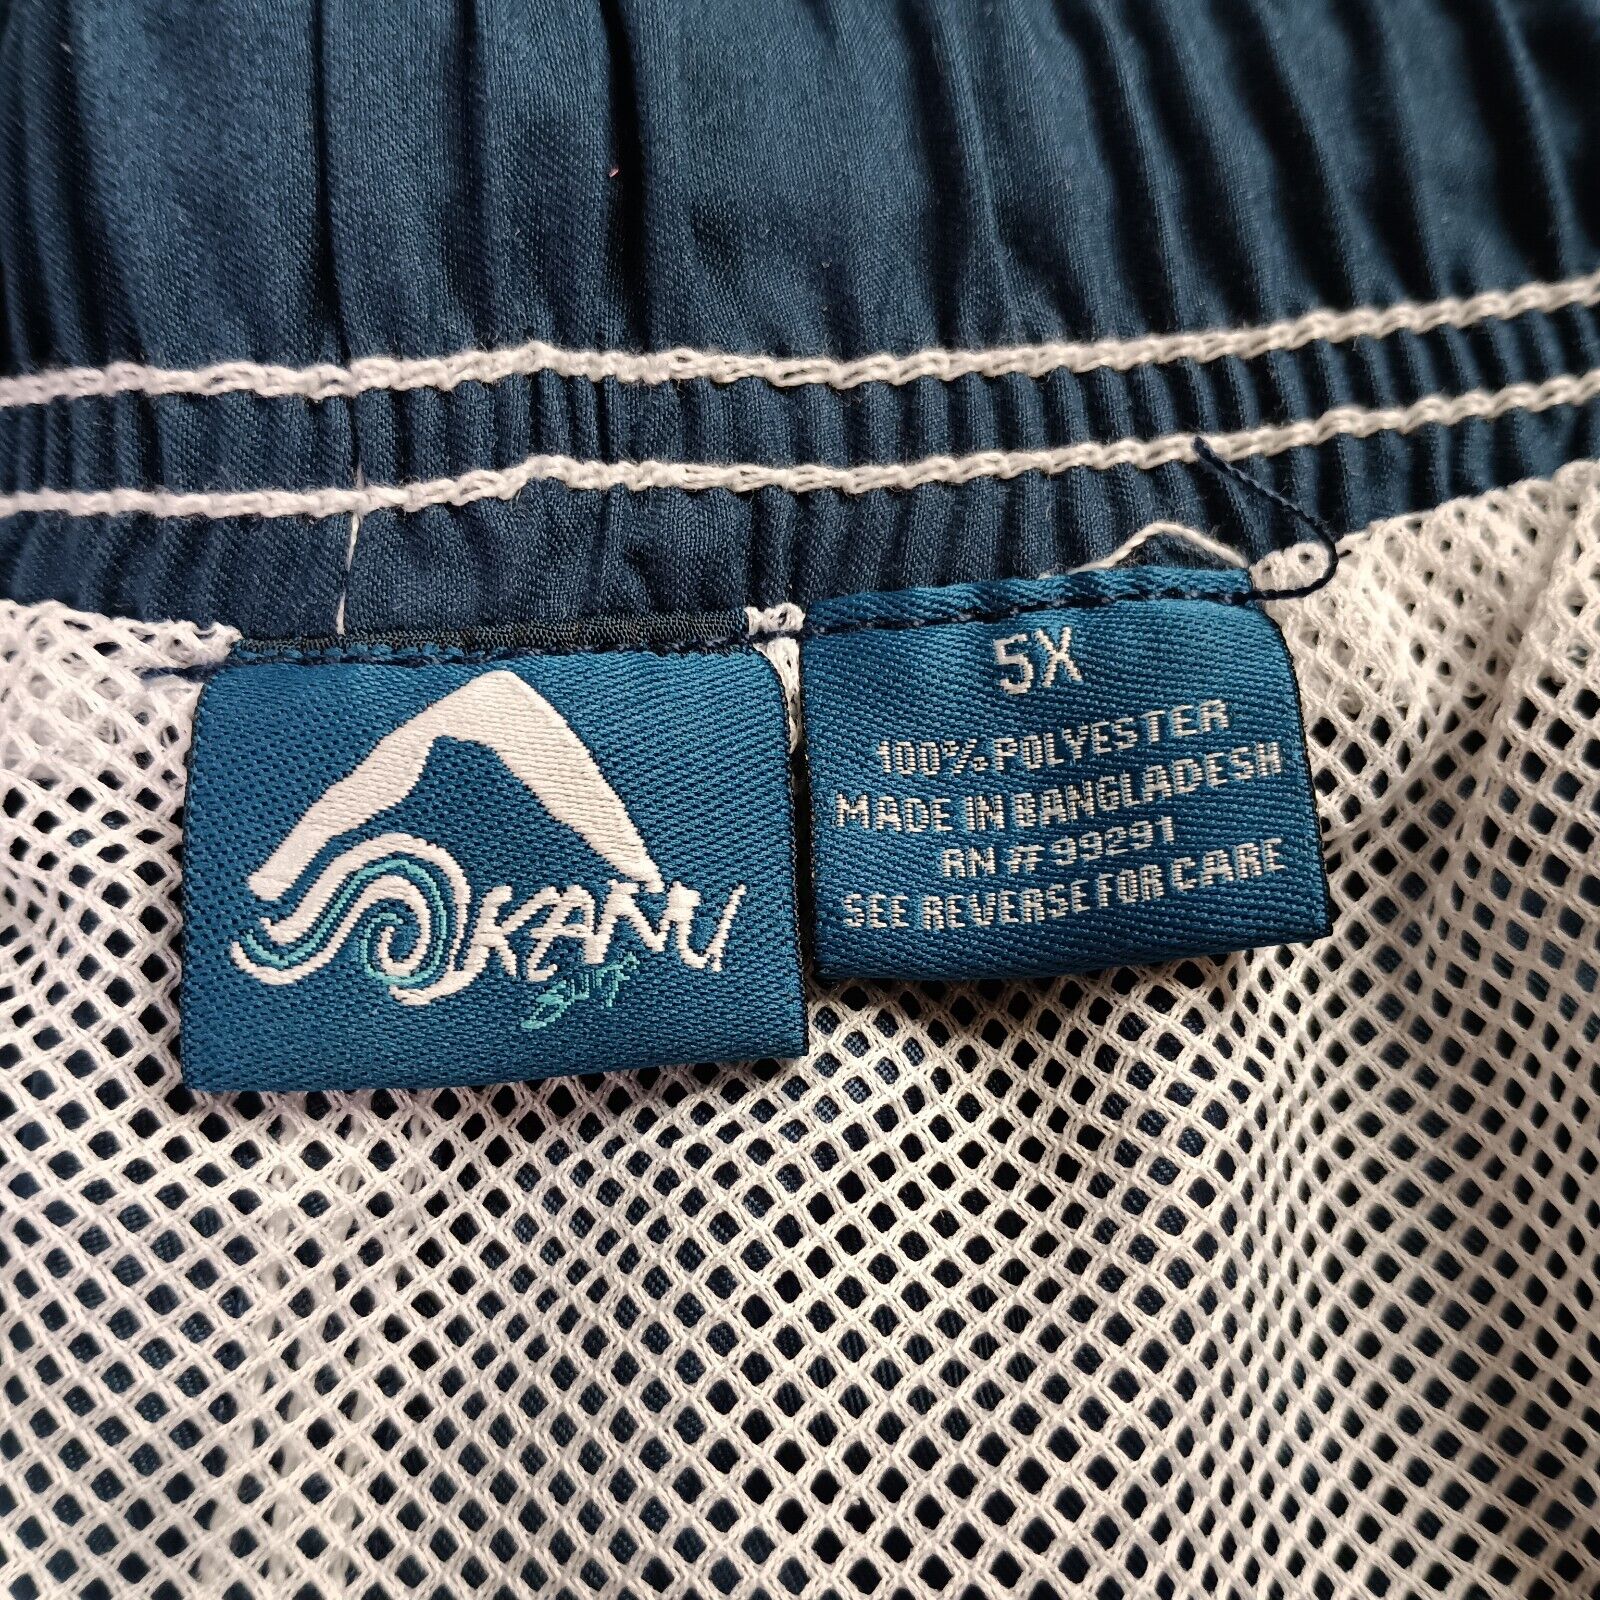 KANU
Surf
5X
100% POLYESTER
MADE IN BANGLADESH
RN # 99291
SEE REVERSE FOR CARE